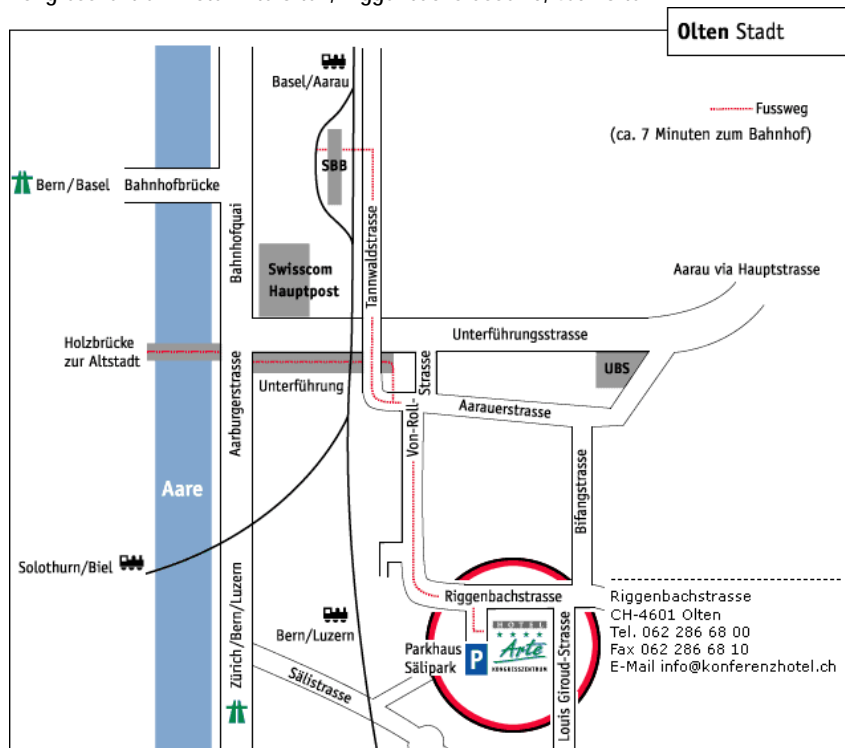 Olten Stadt
Basel/Aarau
Fussweg
(ca. 7 Minuten zum Bahnhof)
SBB
Bern/Basel
Bahnhofbrücke
Bahnhofquai
Tannwaldstrasse
Swisscom
Hauptpost
Aarau via Hauptstrasse
Unterführungsstrasse
Holzbrücke
zur Altstadt
Aarburgerstrasse
Unterführung
Von-Roll-
Strasse
UBS
Aarauerstrasse
Bifangstrasse
Aare
Solothurn/Biel
Zürich/Bern/Luzern
Bern/Luzern
Riggenbachstrasse
Riggenbachstrasse
CH-4601 Olten
Tel. 062 286 68 00
Fax 062 286 68 10
E-Mail info@konferenzhotel.ch
Parkhaus
Sälipark
P
HOTEL
Arte
KONGRESSZENTRUM
Louis Giroud-Strasse
Sälistrasse